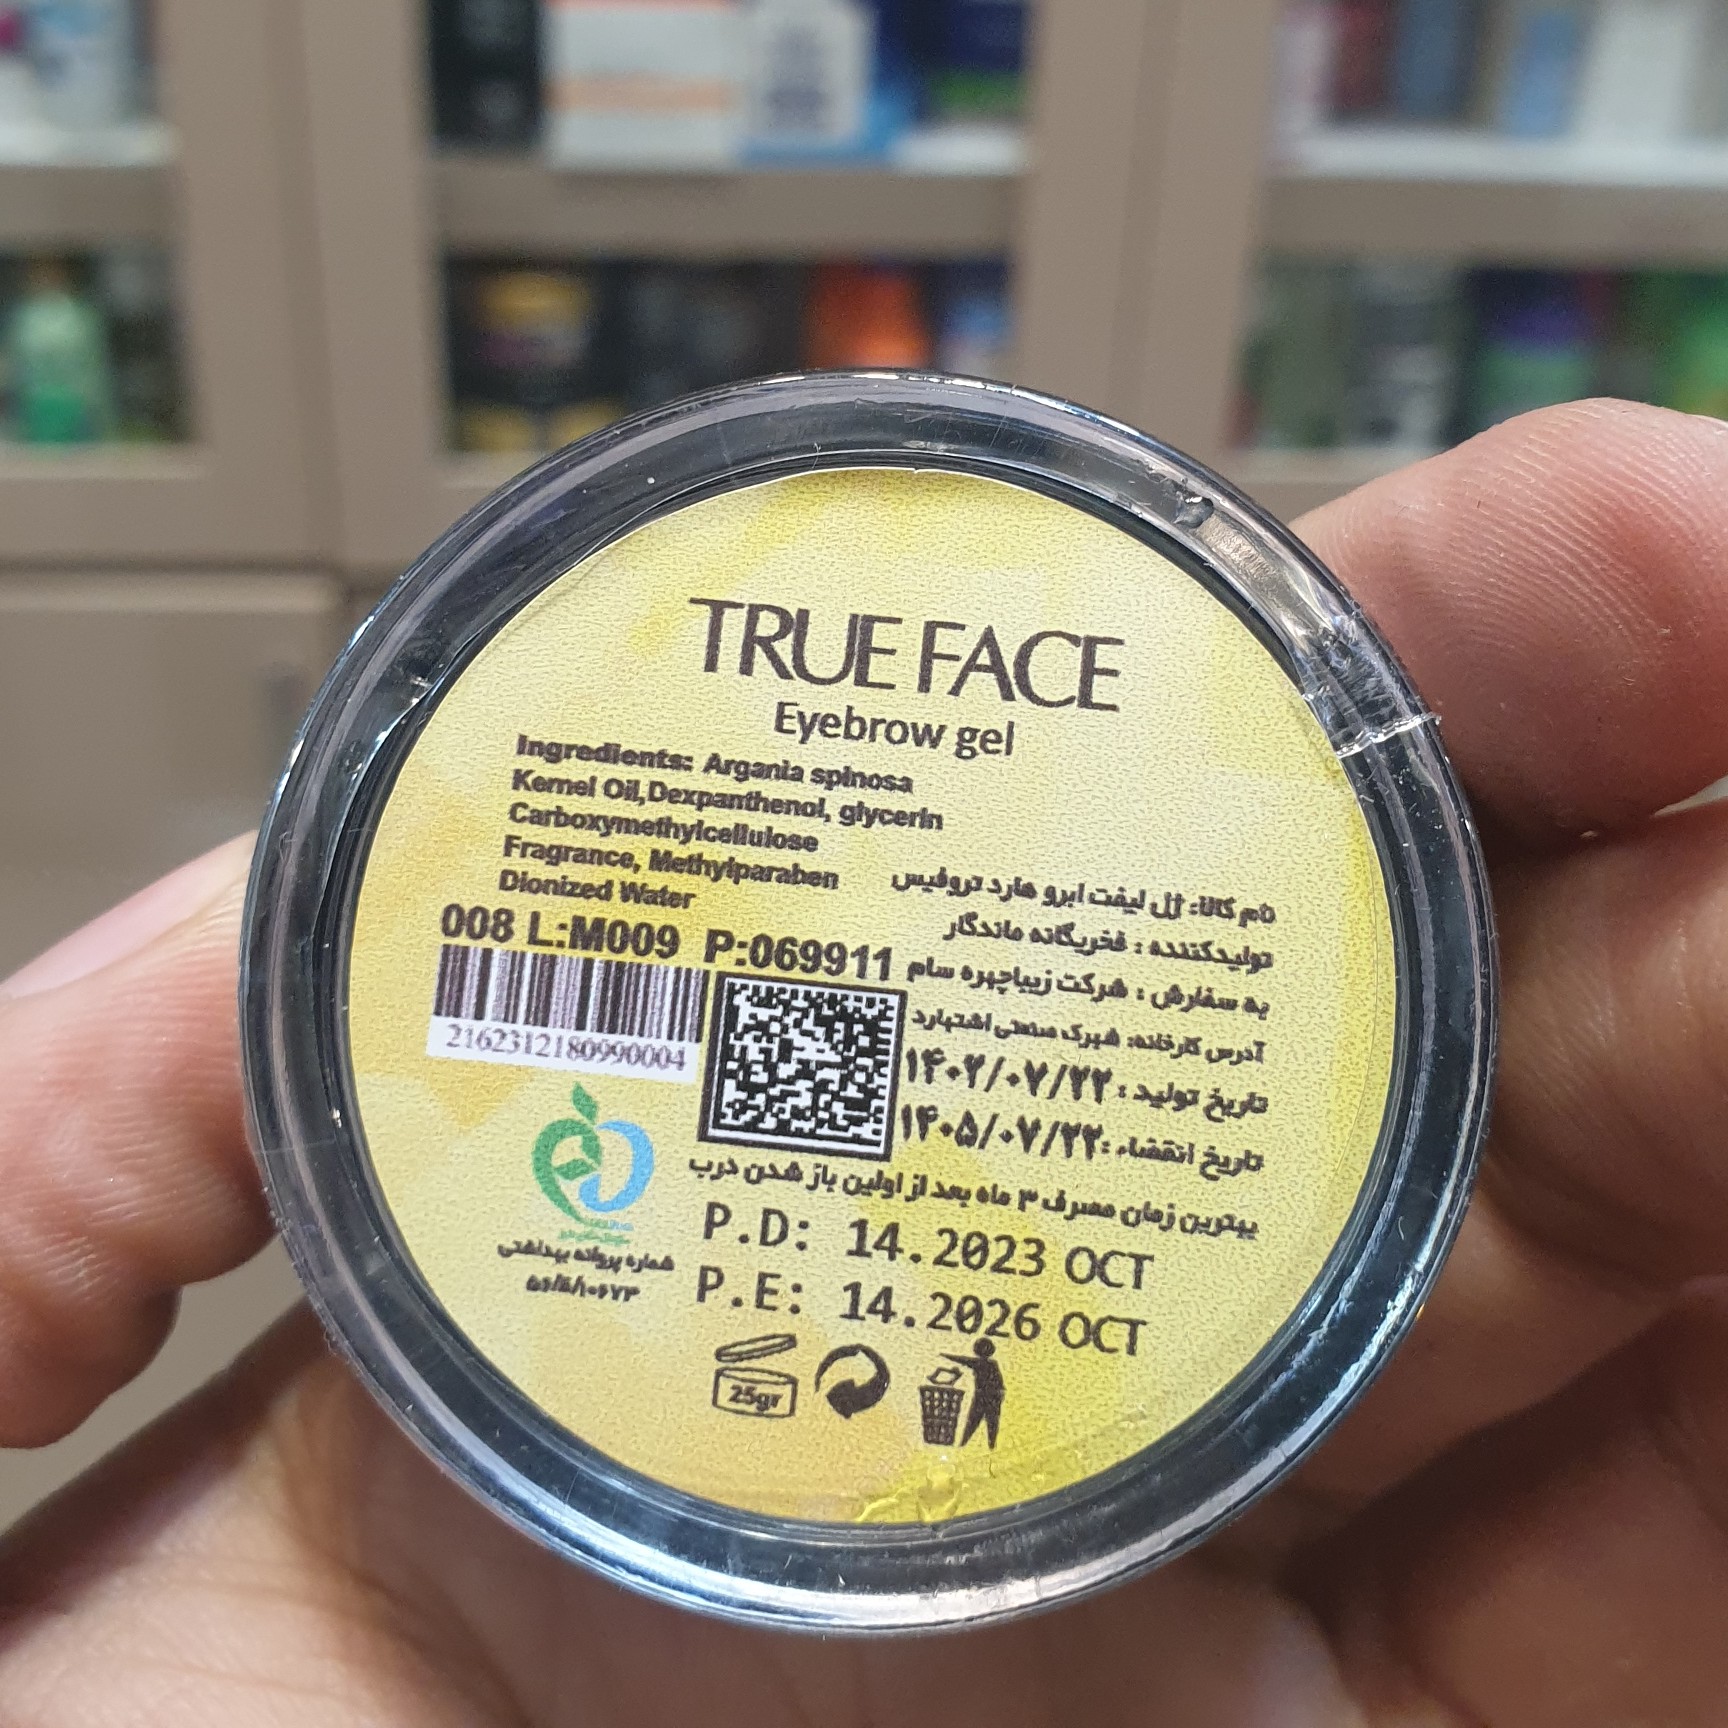 TRUE FACE
Eyebrow gel
Ingredients: Argania spinosa
Kernel Oil,Dexpanthenol, glycerin
Carboxymethylcellulose
Fragrance, Methylparaben
Dionized Water
008 L:M009 P:069911
2162312180990004
نام کالا: ژل لیفت ابرو هارد تروفیس
تولیدکننده : فخریگانه ماندگار
به سفارش : شرکت زیباچهره سام
آدرس کارخانه: شهرک صنعتی اشتهارد
تاریخ تولید : ۱۴۰۲/۰۷/۲۲
تاریخ انقضاء :۱۴۰۵/۰۷/۲۲
بهترین زمان مصرف ۳ ماه بعد از اولین باز شدن درب
شماره پروانه بهداشتی
P.D: 14.2023 OCT
P.E: 14.2026 OCT
25gr